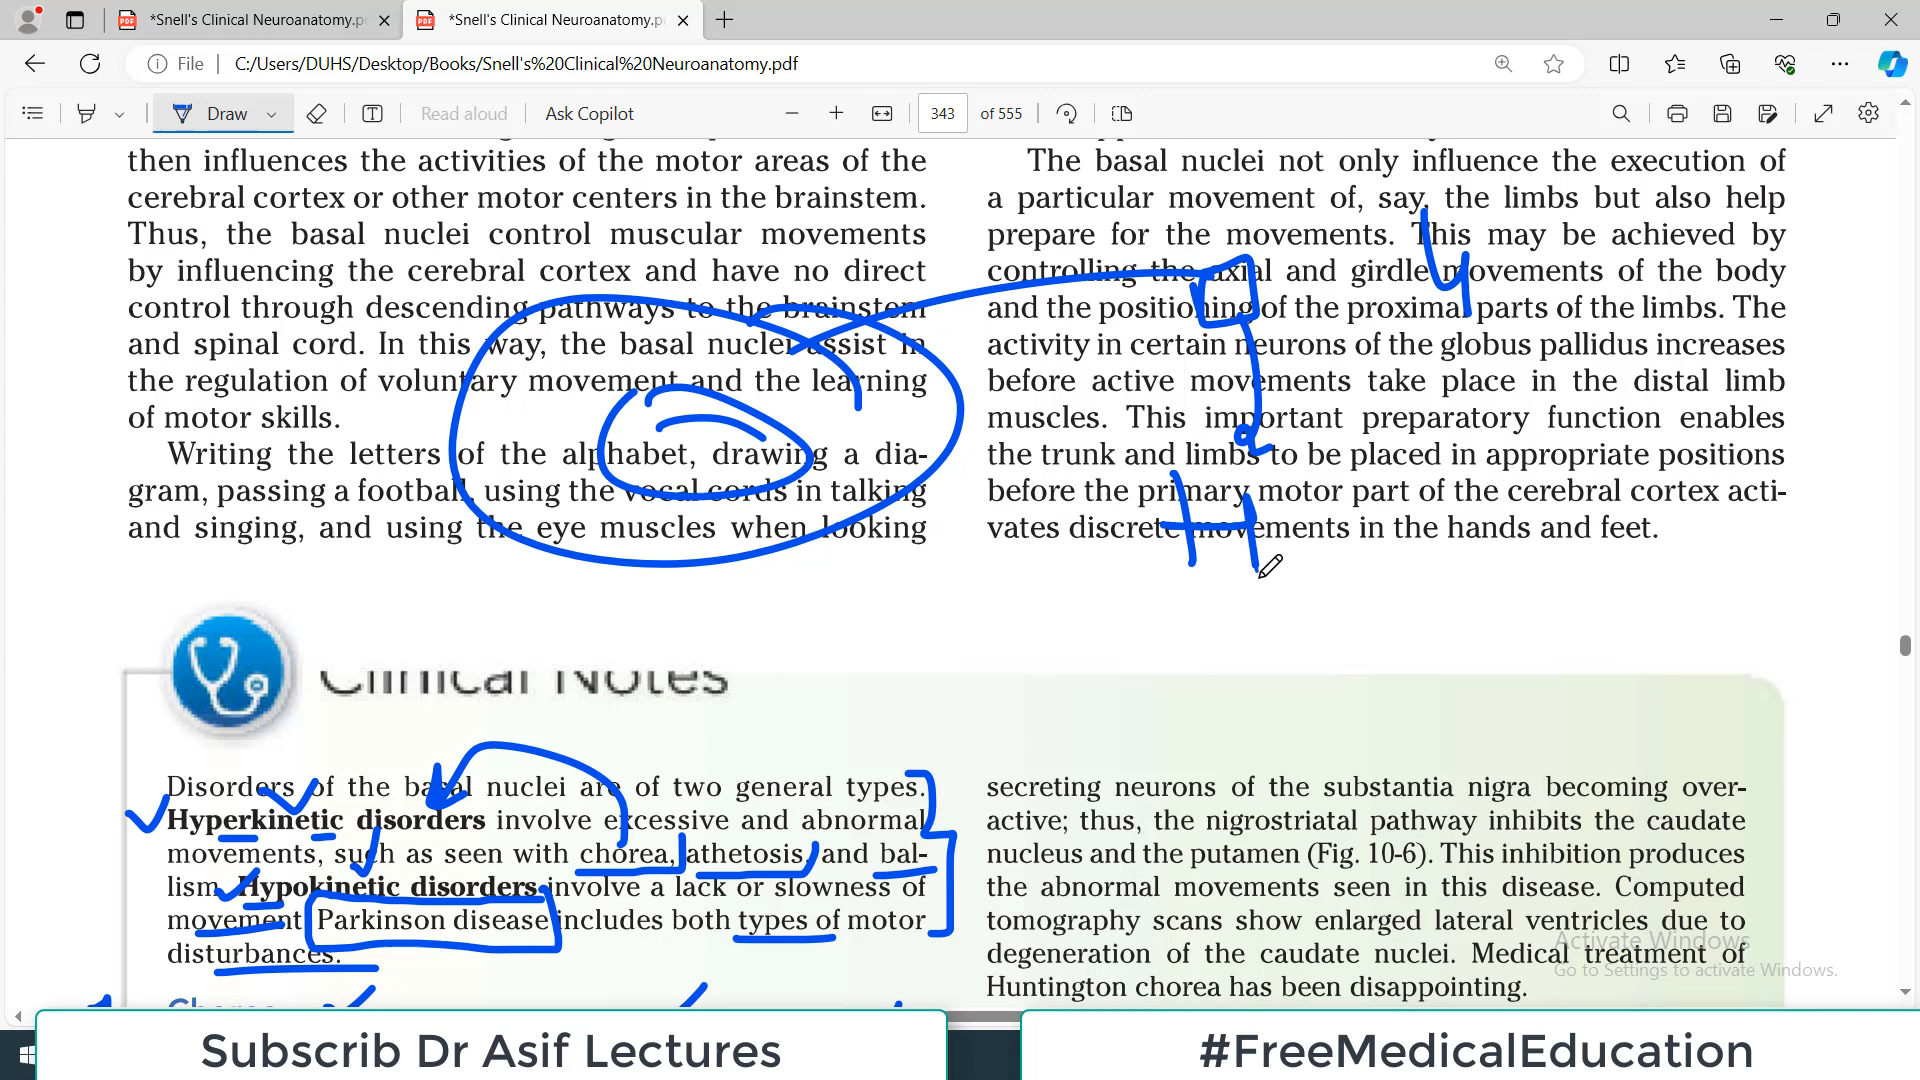 *Snell's Clinical Neuroanatomy.p
*Snell's Clinical Neuroanatomy.p
File
C:/Users/DUHS/Desktop/Books/Snell's%20Clinical%20Neuroanatomy.pdf
Draw
Read aloud
Ask Copilot
343 of 555
then influences the activities of the motor areas of the
cerebral cortex or other motor centers in the brainstem.
Thus, the basal nuclei control muscular movements
by influencing the cerebral cortex and have no direct
control through descending pathways to the brainstem
and spinal cord. In this way, the basal nuclei assist in
the regulation of voluntary movement and the learning
of motor skills.
Writing the letters of the alphabet, drawing a dia-
gram, passing a football, using the vocal cords in talking
and singing, and using the eye muscles when looking
The basal nuclei not only influence the execution of
a particular movement of, say, the limbs but also help
prepare for the movements. This may be achieved by
controlling the axial and girdle movements of the body
and the positioning of the proximal parts of the limbs. The
activity in certain neurons of the globus pallidus increases
before active movements take place in the distal limb
muscles. This important preparatory function enables
the trunk and limbs to be placed in appropriate positions
before the primary motor part of the cerebral cortex acti-
vates discrete movements in the hands and feet.
Clinical Notes
Disorders of the basal nuclei are of two general types.
Hyperkinetic disorders involve excessive and abnormal
movements, such as seen with chorea, athetosis, and bal-
lism. Hypokinetic disorders involve a lack or slowness of
movement. Parkinson disease includes both types of motor
disturbances.
Chorea
secreting neurons of the substantia nigra becoming over-
active; thus, the nigrostriatal pathway inhibits the caudate
nucleus and the putamen (Fig. 10-6). This inhibition produces
the abnormal movements seen in this disease. Computed
tomography scans show enlarged lateral ventricles due to
degeneration of the caudate nuclei. Medical treatment of
Huntington chorea has been disappointing.
Activate Windows
Go to Settings to activate Windows.
Subscrib Dr Asif Lectures
#FreeMedicalEducation